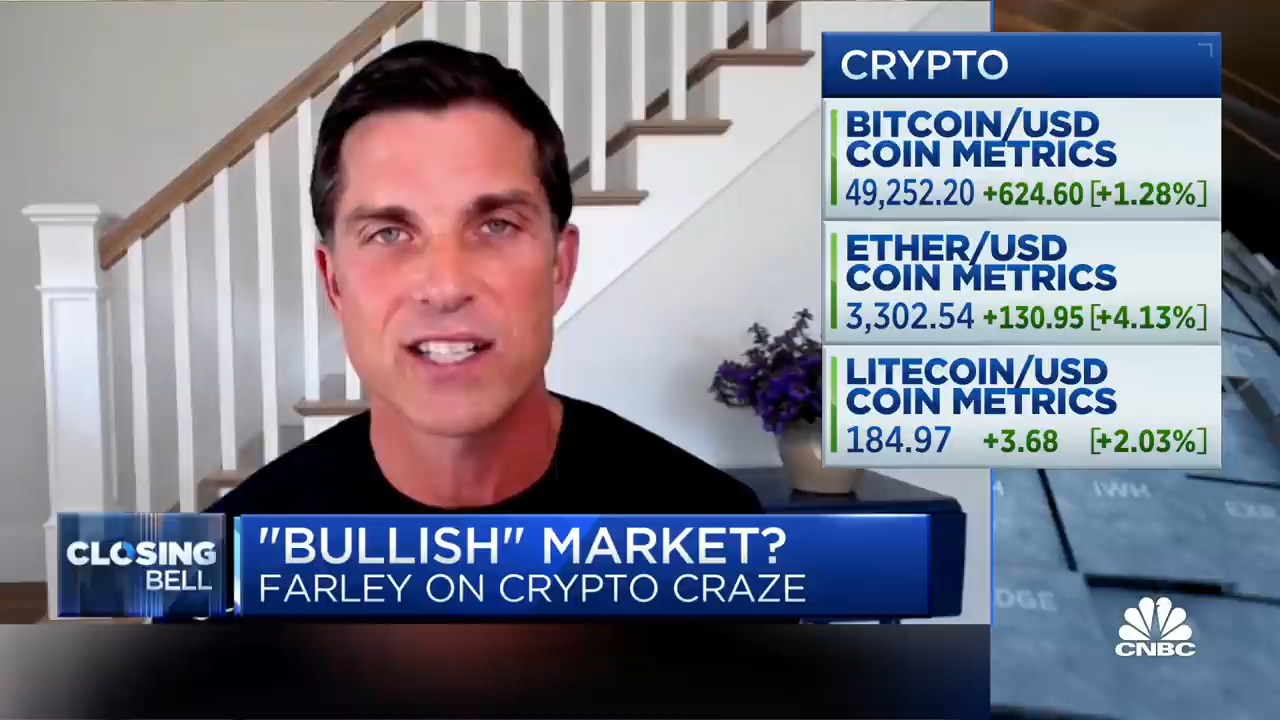 CRYPTO
BITCOIN/USD
COIN METRICS
49,252.20 +624.60 [+1.28%]
ETHER/USD
COIN METRICS
3,302.54 +130.95 [+4.13%]
LITECOIN/USD
COIN METRICS
184.97 +3.68 [+2.03%]
IWM
CLOSING
BELL
"BULLISH" MARKET?
FARLEY ON CRYPTO CRAZE
CNBC